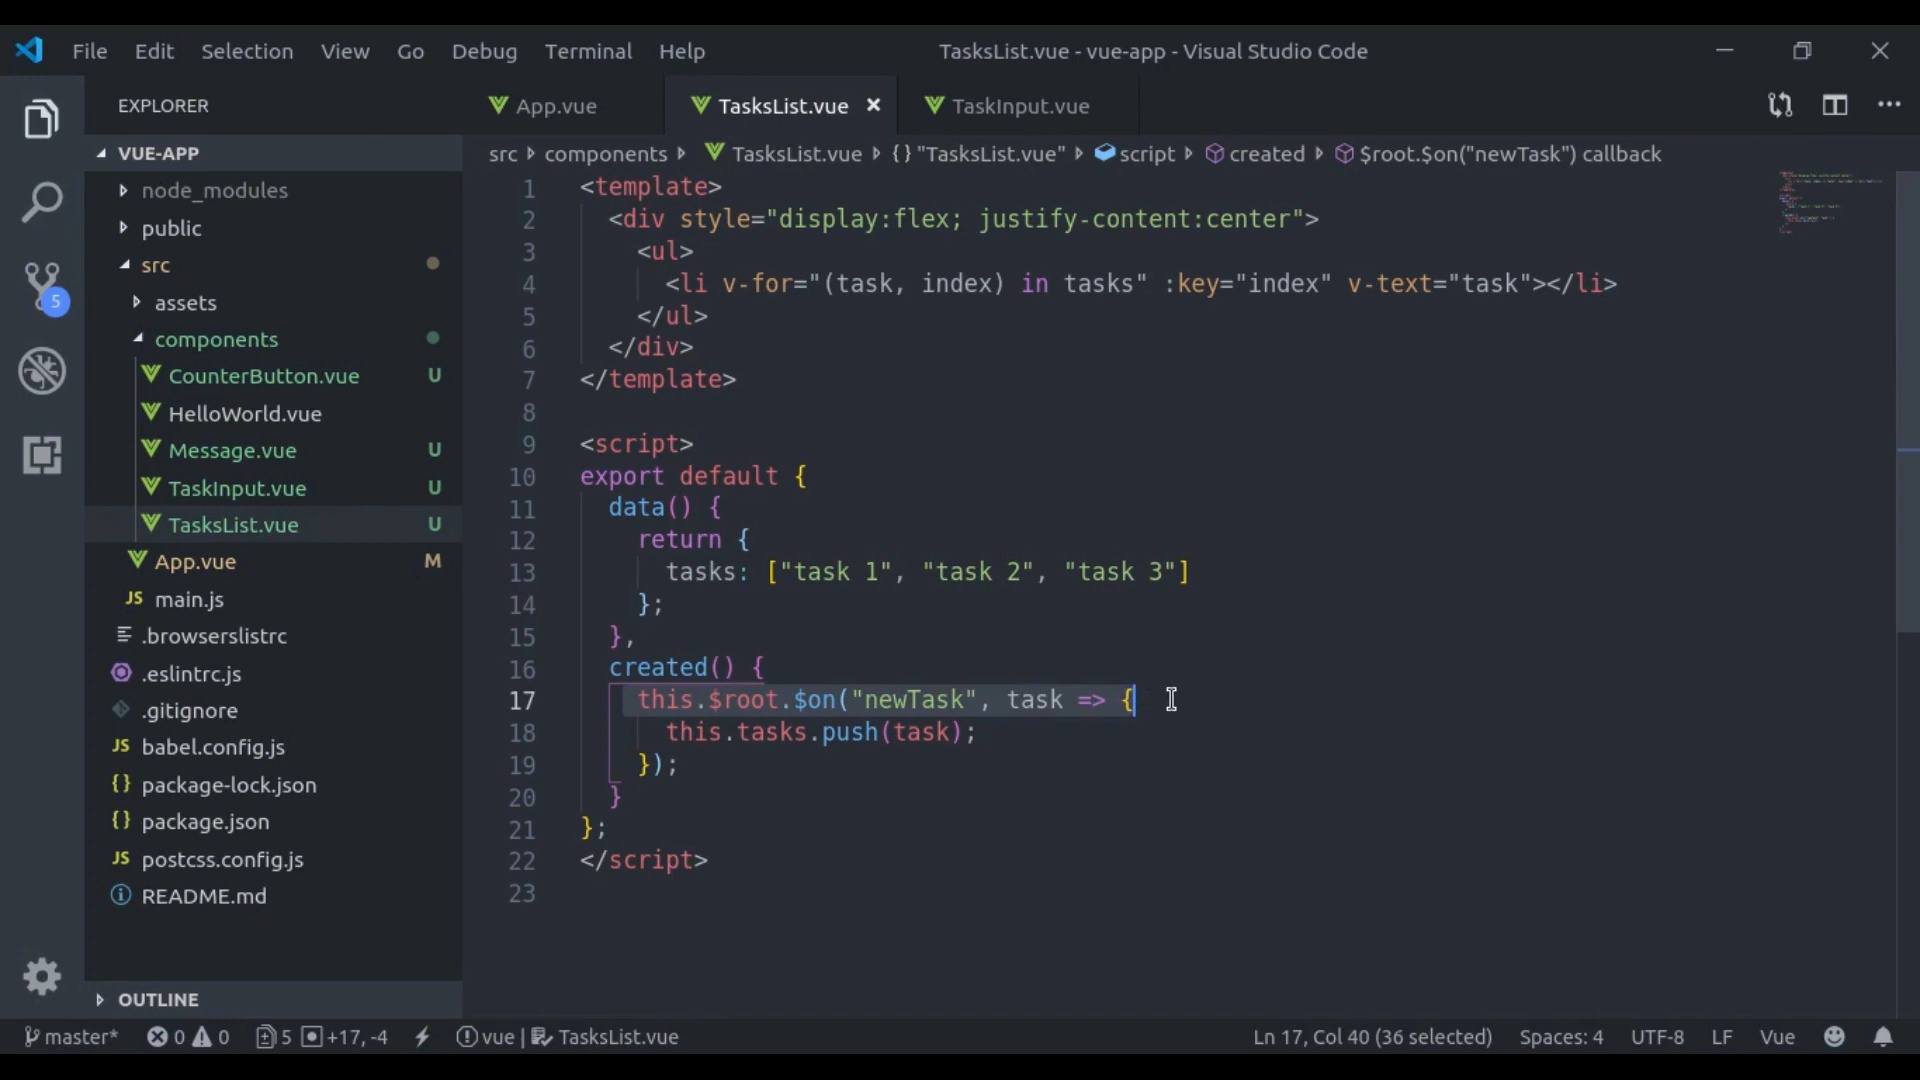 File Edit Selection View Go Debug Terminal Help TasksList.vue - vue-app - Visual Studio Code
EXPLORER
App.vue TasksList.vue TaskInput.vue
VUE-APP
node_modules
public
src
assets
components
CounterButton.vue U
HelloWorld.vue
Message.vue U
TaskInput.vue U
TasksList.vue U
App.vue M
JS main.js
.browserslistrc
.eslintrc.js
.gitignore
JS babel.config.js
{} package-lock.json
{} package.json
JS postcss.config.js
README.md
OUTLINE
5
src components TasksList.vue {} "TasksList.vue" script created $root.$on("newTask") callback
1 <template>
2 <div style="display:flex; justify-content:center">
3 <ul>
4 <li v-for="(task, index) in tasks" :key="index" v-text="task"></li>
5 </ul>
6 </div>
7 </template>
8
9 <script>
10 export default {
11 data() {
12 return {
13 tasks: ["task 1", "task 2", "task 3"]
14 };
15 },
16 created() {
17 this.$root.$on("newTask", task => {
18 this.tasks.push(task);
19 });
20 }
21 };
22 </script>
23
master* 0 0 5 +17, -4 vue | TasksList.vue Ln 17, Col 40 (36 selected) Spaces: 4 UTF-8 LF Vue